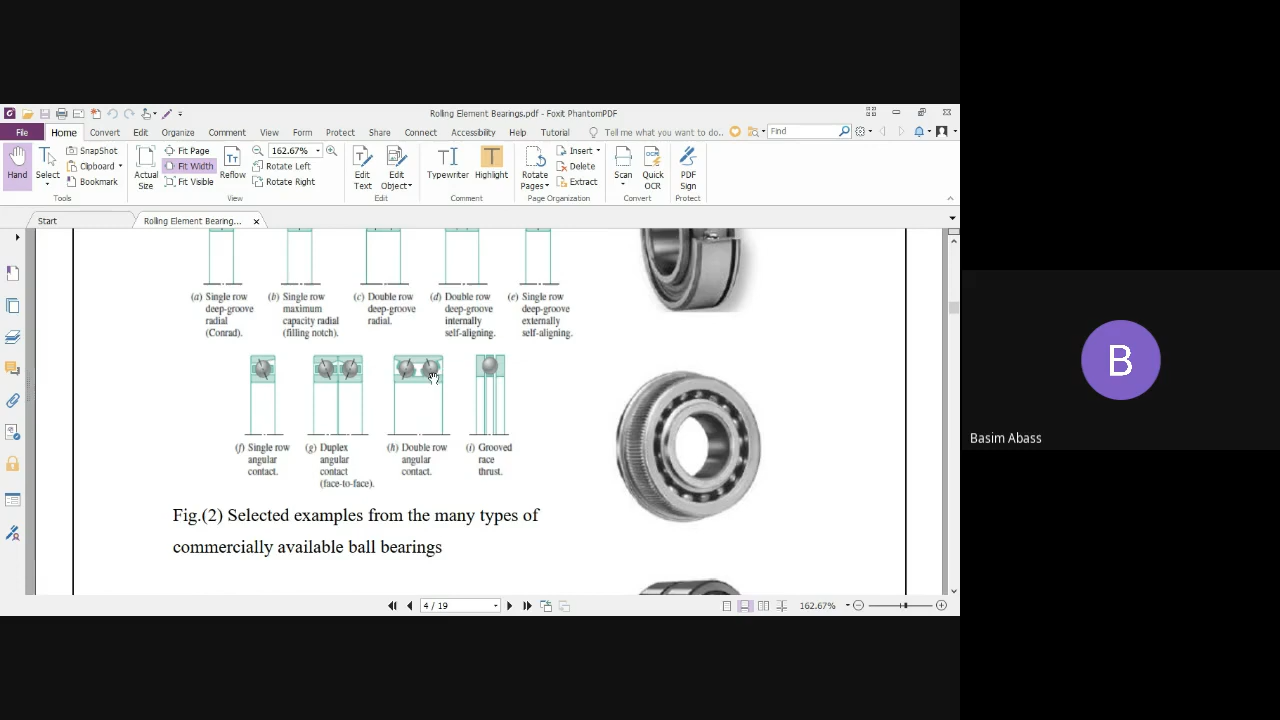 Rolling Element Bearings.pdf - Foxit PhantomPDF
File Home Convert Edit Organize Comment View Form Protect Share Connect Accessibility Help Tutorial Tell me what you want to do.. Find
Hand
Select
SnapShot
Clipboard
Bookmark
Tools
Actual
Size
Fit Page
Fit Width
Fit Visible
Reflow
162.67%
Rotate Left
Rotate Right
View
Edit
Text
Edit
Object
Edit
Typewriter
Highlight
Comment
Rotate
Pages
Insert
Delete
Extract
Page Organization
Scan
Quick
OCR
Convert
PDF
Sign
Protect
Start
Rolling Element Bearing...
(a) Single row
deep-groove
radial
(Conrad).
(b) Single row
maximum
capacity radial
(filling notch).
(c) Double row
deep-groove
radial.
(d) Double row
deep-groove
internally
self-aligning.
(e) Single row
deep-groove
externally
self-aligning.
(f) Single row
angular
contact.
(g) Duplex
angular
contact
(face-to-face).
(h) Double row
angular
contact.
(i) Grooved
race
thrust.
Fig.(2) Selected examples from the many types of
commercially available ball bearings
4 / 19
162.67%
B
Basim Abass